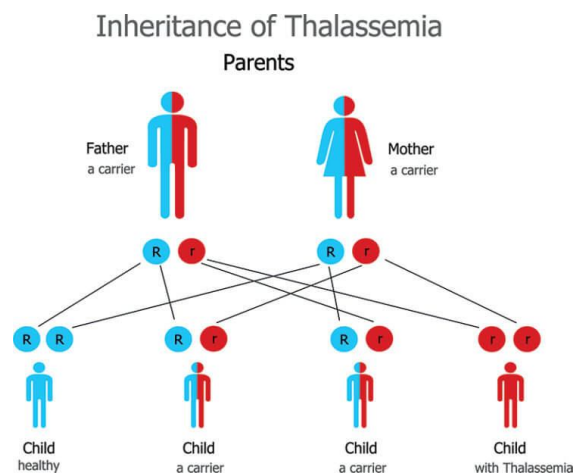 Inheritance of Thalassemia
Parents
Father
a carrier
Mother
a carrier
R r R r
R R R r R r r r
Child
healthy
Child
a carrier
Child
a carrier
Child
with Thalassemia